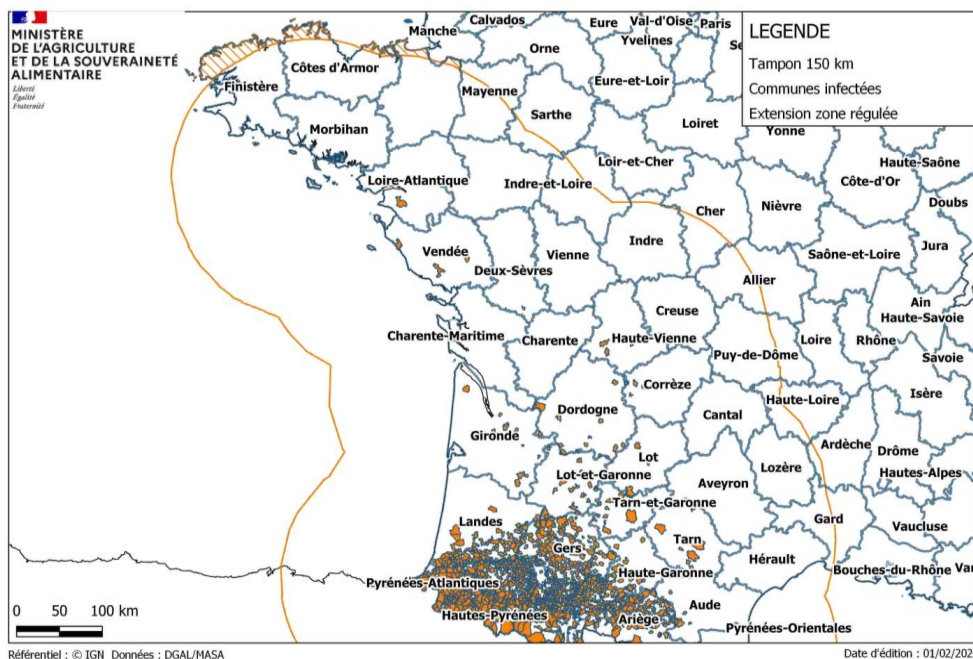 MINISTÈRE
DE L'AGRICULTURE
ET DE LA SOUVERAINETÉ
ALIMENTAIRE
Liberté
Égalité
Fraternité
LEGENDE
Tampon 150 km
Communes infectées
Extension zone régulée
Manche
Calvados
Eure
Val-d'Oise
Paris
Orne
Yvelines
Côtes d'Armor
Finistère
Mayenne
Eure-et-Loir
Sarthe
Morbihan
Loiret
Yonne
Loir-et-Cher
Haute-Saône
Loire-Atlantique
Indre-et-Loire
Côte-d'Or
Cher
Nièvre
Doubs
Vendée
Vienne
Indre
Deux-Sèvres
Saône-et-Loire
Jura
Allier
Creuse
Ain
Haute-Savoie
Charente-Maritime
Charente
Haute-Vienne
Loire
Rhône
Puy-de-Dôme
Savoie
Corrèze
Isère
Dordogne
Cantal
Haute-Loire
Gironde
Lot
Ardèche
Drôme
Lot-et-Garonne
Lozère
Hautes-Alpes
Aveyron
Tarn-et-Garonne
Landes
Gard
Vaucluse
Tarn
Gers
Hérault
Bouches-du-Rhône
Haute-Garonne
Pyrénées-Atlantiques
Aude
Hautes-Pyrénées
Ariège
Pyrénées-Orientales
0 50 100 km
Référentiel : © IGN Données : DGAL/MASA
Date d'édition : 01/02/202